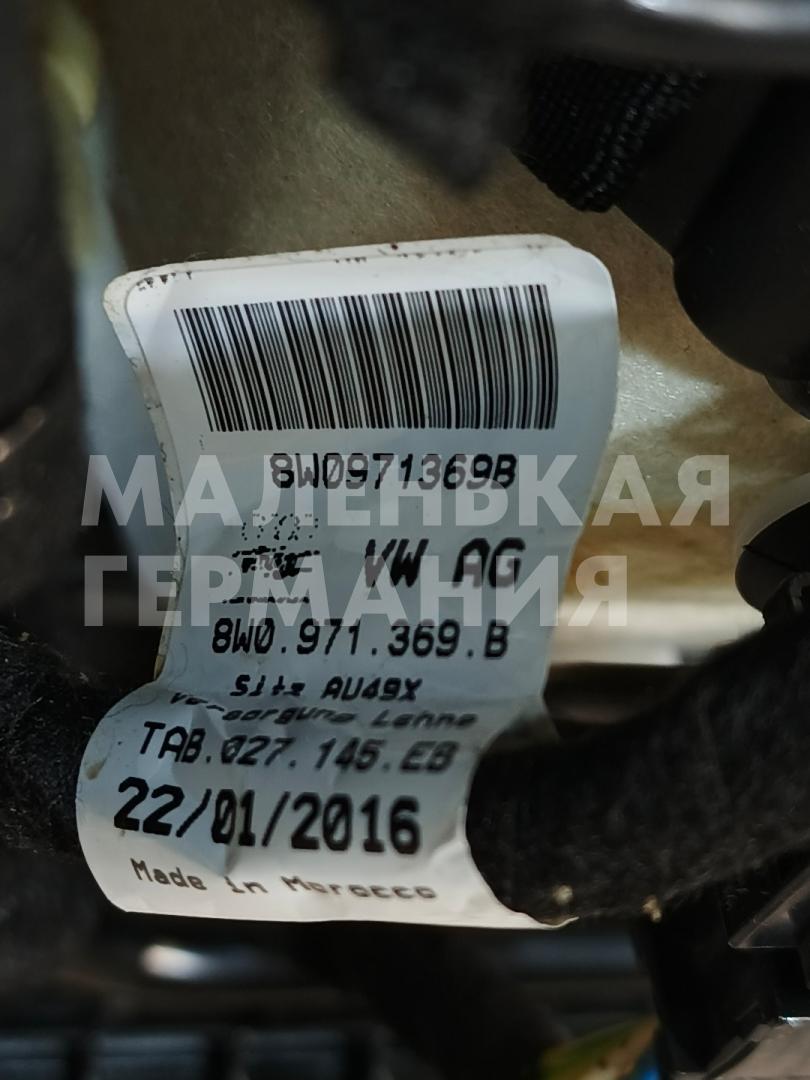 8W0971369B
VW AG
8W0.971.369.B
Sitz AU49X
Versorgung Lehne
TAB.027.145.EB
22/01/2016
Made in Morocco
МАЛЕНЬКАЯ
ГЕРМАНИЯ